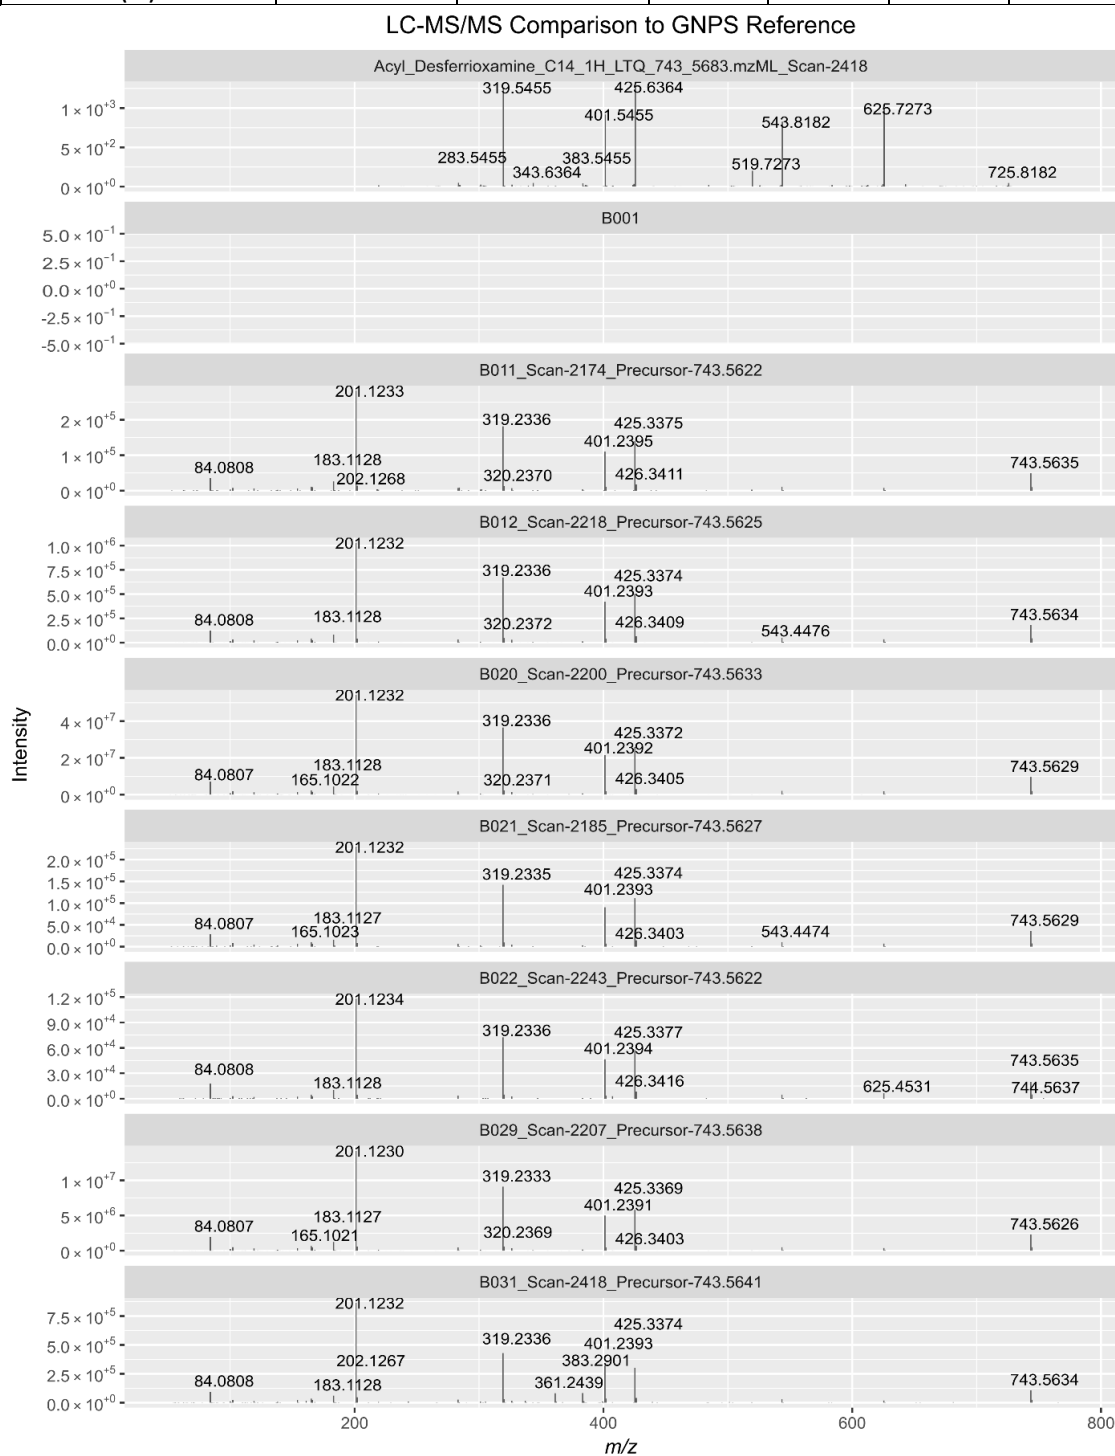 LC-MS/MS Comparison to GNPS Reference
Acyl_Desferrioxamine_C14_1H_LTQ_743_5683.mzML_Scan-2418
319.5455 425.6364
1 × 10⁺³ 401.5455 543.8182 625.7273
5 × 10⁺² 283.5455 343.6364 383.5455 519.7273 725.8182
0 × 10⁺⁰
B001
5.0 × 10⁻¹
2.5 × 10⁻¹
0.0 × 10⁺⁰
-2.5 × 10⁻¹
-5.0 × 10⁻¹
B011_Scan-2174_Precursor-743.5622
201.1233
2 × 10⁺⁵ 319.2336 425.3375
401.2395
1 × 10⁺⁵ 84.0808 183.1128 202.1268 320.2370 426.3411 743.5635
0 × 10⁺⁰
B012_Scan-2218_Precursor-743.5625
1.0 × 10⁺⁶ 201.1232
7.5 × 10⁺⁵ 319.2336 425.3374
5.0 × 10⁺⁵ 401.2393
2.5 × 10⁺⁵ 84.0808 183.1128 320.2372 426.3409 543.4476 743.5634
0.0 × 10⁺⁰
B020_Scan-2200_Precursor-743.5633
201.1232
4 × 10⁺⁷ 319.2336 425.3372
401.2392
2 × 10⁺⁷ 84.0807 165.1022 183.1128 320.2371 426.3405 743.5629
0 × 10⁺⁰
Intensity
B021_Scan-2185_Precursor-743.5627
201.1232
2.0 × 10⁺⁵ 319.2335 425.3374
1.5 × 10⁺⁵ 401.2393
1.0 × 10⁺⁵ 183.1127
5.0 × 10⁺⁴ 84.0807 165.1023 426.3403 543.4474 743.5629
0.0 × 10⁺⁰
B022_Scan-2243_Precursor-743.5622
1.2 × 10⁺⁵ 201.1234
9.0 × 10⁺⁴ 319.2336 425.3377
6.0 × 10⁺⁴ 401.2394 743.5635
3.0 × 10⁺⁴ 84.0808 183.1128 426.3416 625.4531 744.5637
0.0 × 10⁺⁰
B029_Scan-2207_Precursor-743.5638
201.1230
1 × 10⁺⁷ 319.2333 425.3369
401.2391
5 × 10⁺⁶ 84.0807 165.1021 183.1127 320.2369 426.3403 743.5626
0 × 10⁺⁰
B031_Scan-2418_Precursor-743.5641
201.1232
7.5 × 10⁺⁵ 425.3374
5.0 × 10⁺⁵ 319.2336 401.2393
202.1267 383.2901
2.5 × 10⁺⁵ 84.0808 183.1128 361.2439 743.5634
0.0 × 10⁺⁰
200 400 600 800
m/z